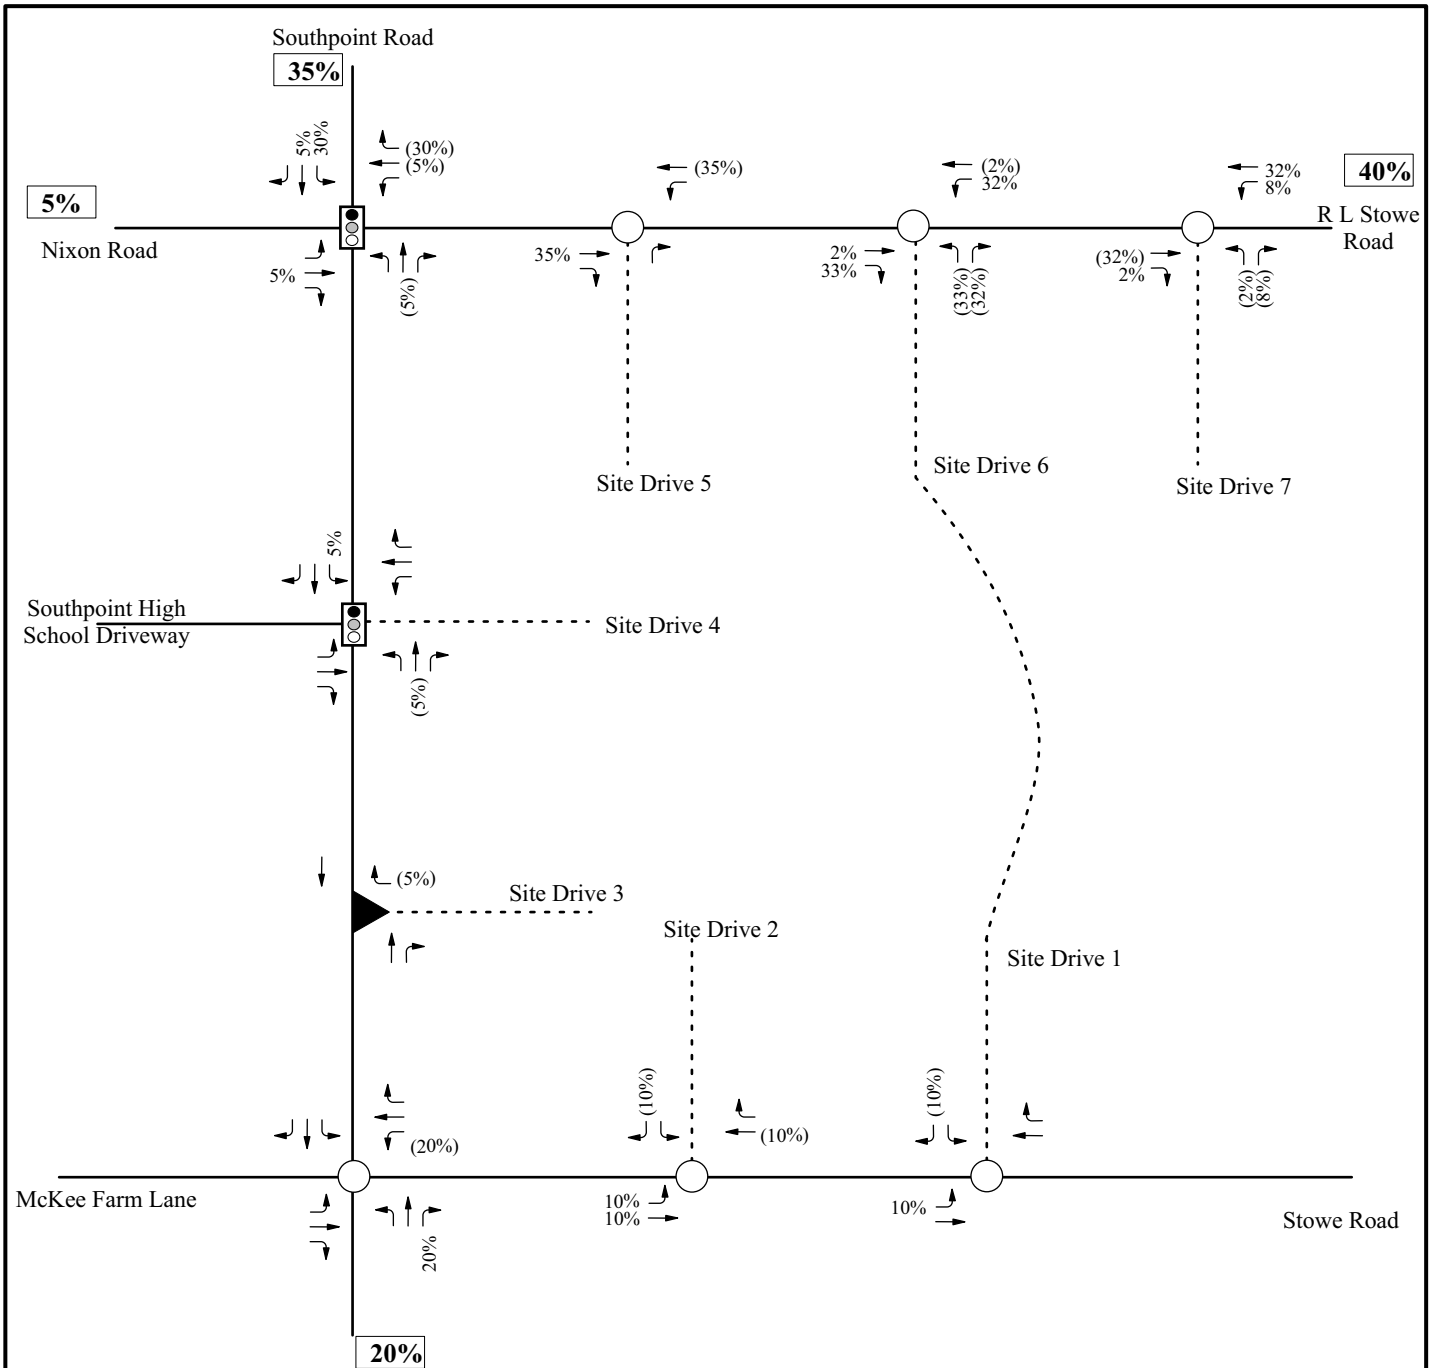 Southpoint Road
35%
5%
30%
(30%)
(5%)
(35%)
(2%)
32%
32%
8%
40%
5%
R L Stowe
Road
Nixon Road
5%
(5%)
35%
2%
33%
(33%)
(32%)
(32%)
2%
(2%)
(8%)
Site Drive 5
Site Drive 6
Site Drive 7
5%
Southpoint High
School Driveway
Site Drive 4
(5%)
(5%)
Site Drive 3
Site Drive 2
Site Drive 1
(20%)
(10%)
(10%)
(10%)
McKee Farm Lane
10%
10%
10%
20%
Stowe Road
20%